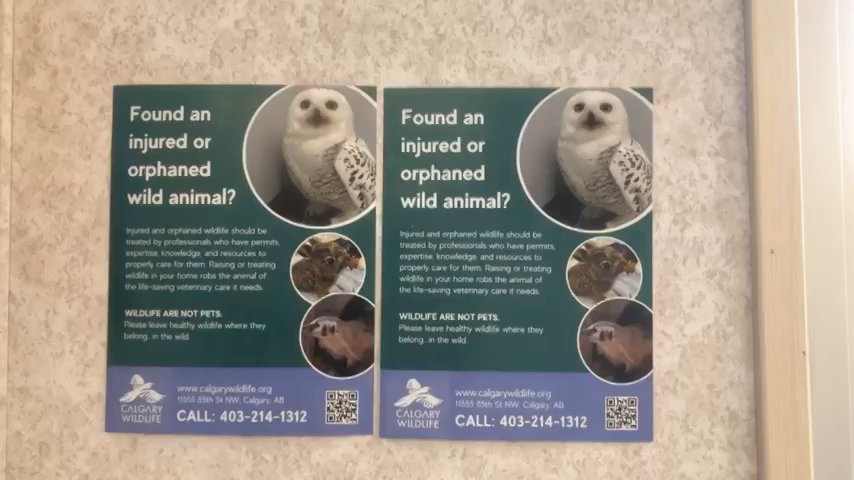 Found an
injured or
orphaned
wild animal?
Injured and orphaned wildlife should be
treated by professionals who have permits,
expertise, knowledge, and resources to
properly care for them. Raising or treating
wildlife in your home robs the animal of
the life-saving veterinary care it needs.
WILDLIFE ARE NOT PETS.
Please leave healthy wildlife where they
belong...in the wild.
CALGARY
WILDLIFE
www.calgarywildlife.org
11555 85th St NW, Calgary, AB
CALL: 403-214-1312
Found an
injured or
orphaned
wild animal?
Injured and orphaned wildlife should be
treated by professionals who have permits,
expertise, knowledge, and resources to
properly care for them. Raising or treating
wildlife in your home robs the animal of
the life-saving veterinary care it needs.
WILDLIFE ARE NOT PETS.
Please leave healthy wildlife where they
belong...in the wild.
CALGARY
WILDLIFE
www.calgarywildlife.org
11555 85th St NW, Calgary, AB
CALL: 403-214-1312